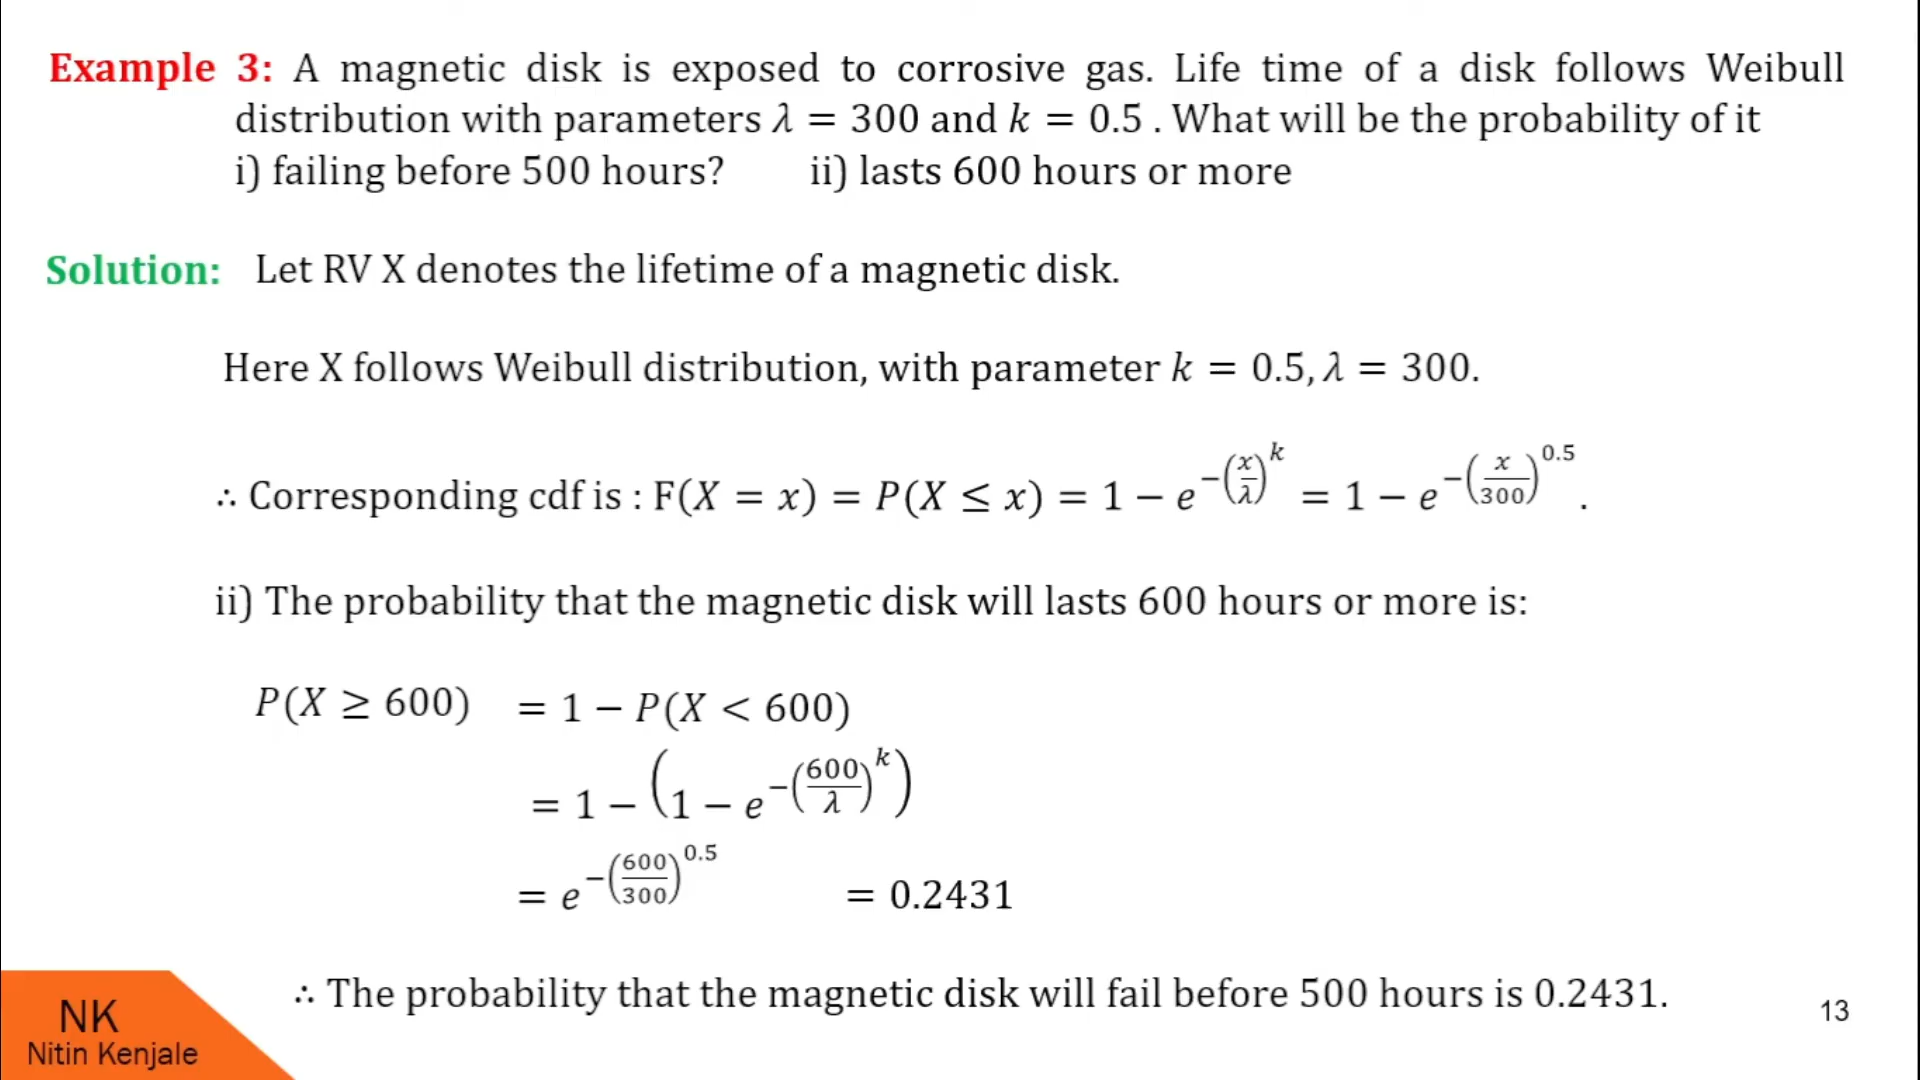 Example 3: A magnetic disk is exposed to corrosive gas. Life time of a disk follows Weibull
distribution with parameters λ = 300 and k = 0.5 . What will be the probability of it
i) failing before 500 hours? ii) lasts 600 hours or more
Solution: Let RV X denotes the lifetime of a magnetic disk.
Here X follows Weibull distribution, with parameter k = 0.5, λ = 300.
∴ Corresponding cdf is : F(X = x) = P(X ≤ x) = 1 − e^{−(x/λ)^k} = 1 − e^{−(x/300)^{0.5}}.
ii) The probability that the magnetic disk will lasts 600 hours or more is:
P(X ≥ 600) = 1 − P(X < 600)
= 1 − (1 − e^{−(600/λ)^k})
= e^{−(600/300)^{0.5}} = 0.2431
∴ The probability that the magnetic disk will fail before 500 hours is 0.2431.
NK
Nitin Kenjale
13